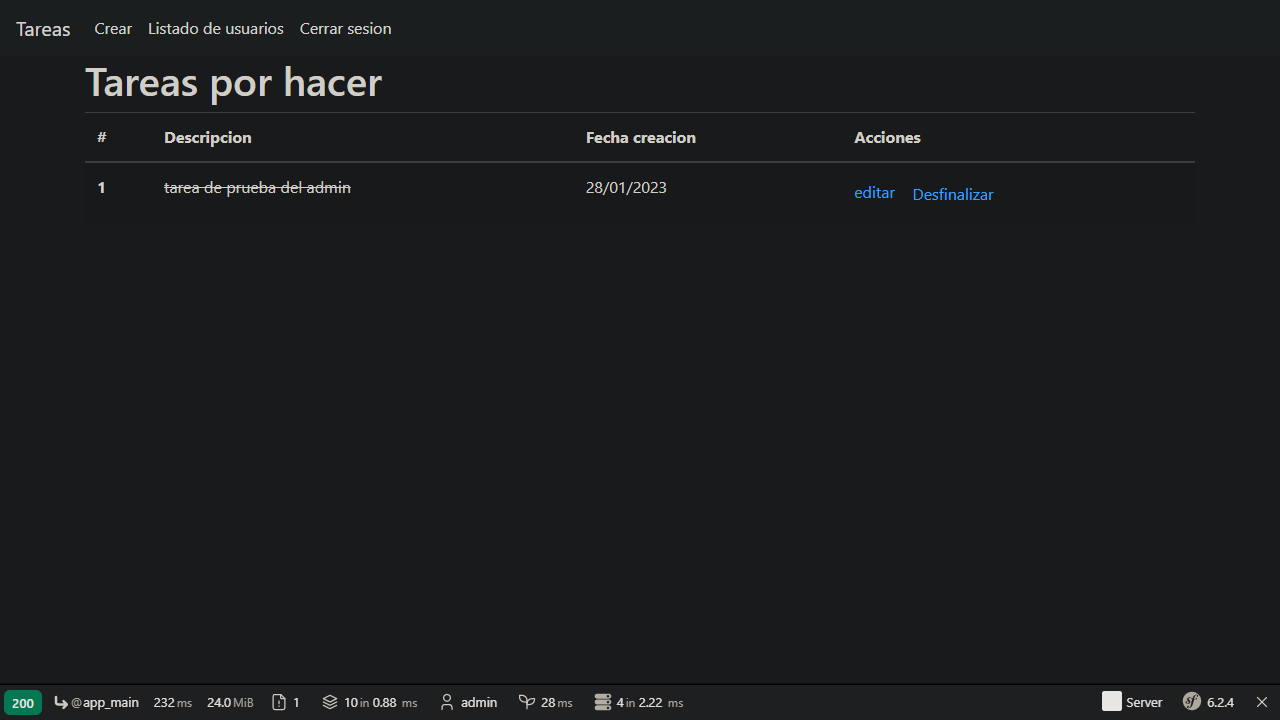 Tareas Crear Listado de usuarios Cerrar sesion
Tareas por hacer
# Descripcion Fecha creacion Acciones
1 tarea de prueba del admin 28/01/2023 editar Desfinalizar
200 @app_main 232 ms 24.0 MiB 1 10 in 0.88 ms admin 28 ms 4 in 2.22 ms Server sf 6.2.4